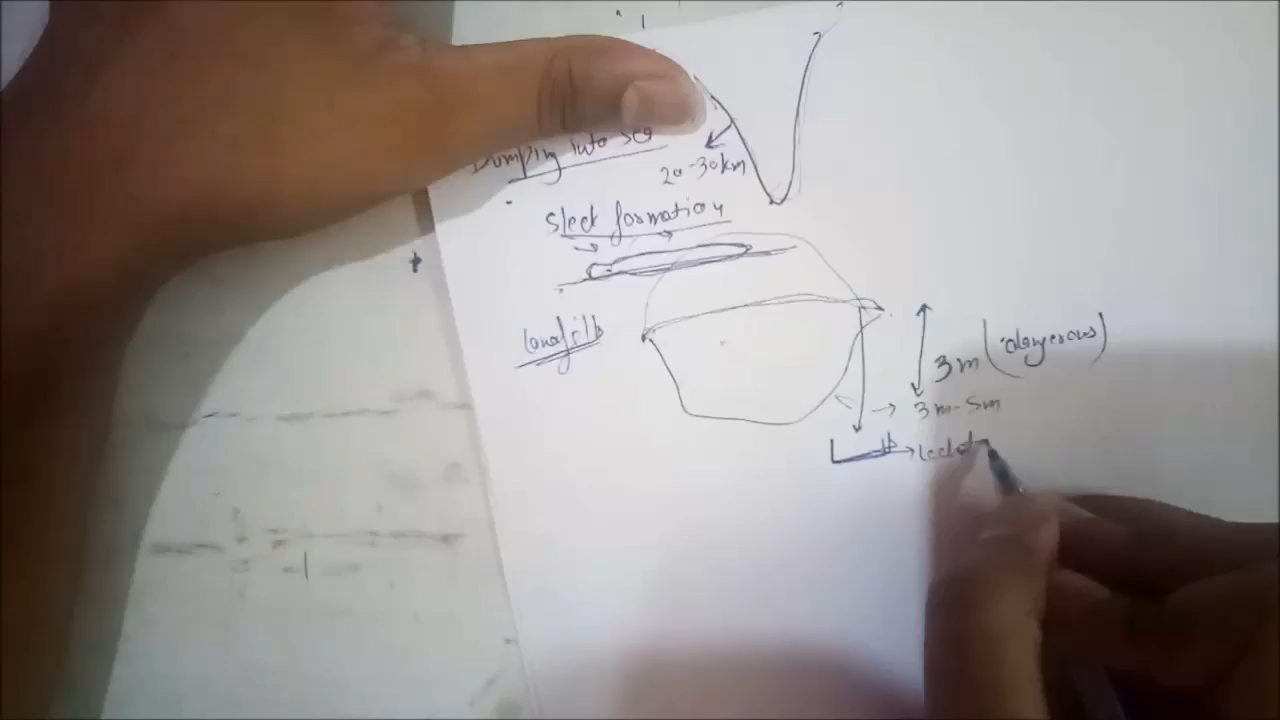 Dumping into sea
20-30km
Sleek formation
landfills
3m (dangerous)
3m-5m